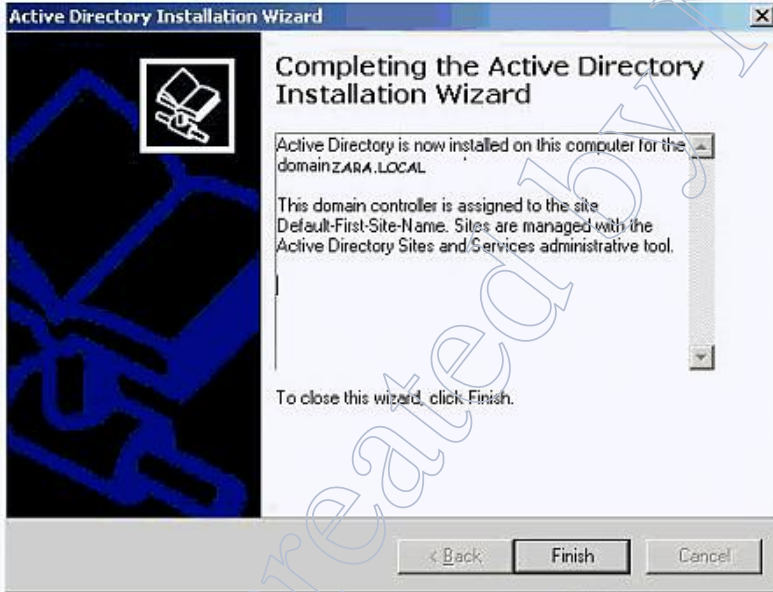 Active Directory Installation Wizard
Completing the Active Directory
Installation Wizard
Active Directory is now installed on this computer for the
domain ZARA.LOCAL
This domain controller is assigned to the site
Default-First-Site-Name. Sites are managed with the
Active Directory Sites and Services administrative tool.
To close this wizard, click Finish.
< Back
Finish
Cancel
reated by